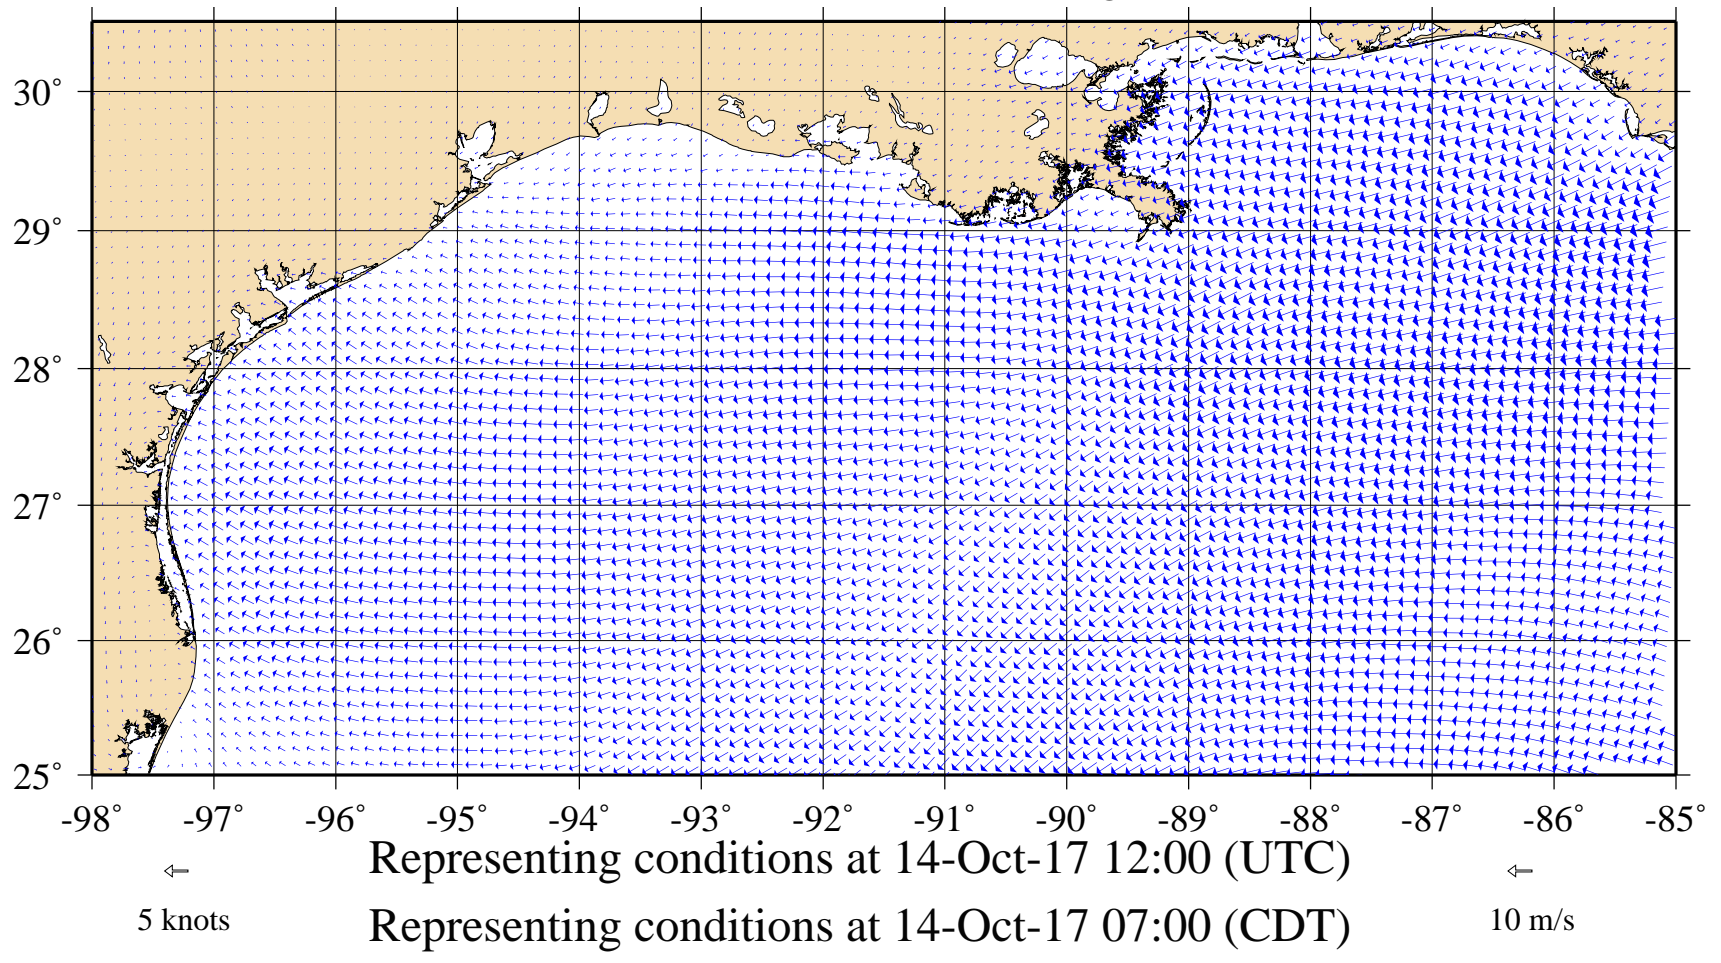 30°
29°
28°
27°
26°
25°
-98° -97° -96° -95° -94° -93° -92° -91° -90° -89° -88° -87° -86° -85°
Representing conditions at 14-Oct-17 12:00 (UTC)
5 knots
10 m/s
Representing conditions at 14-Oct-17 07:00 (CDT)